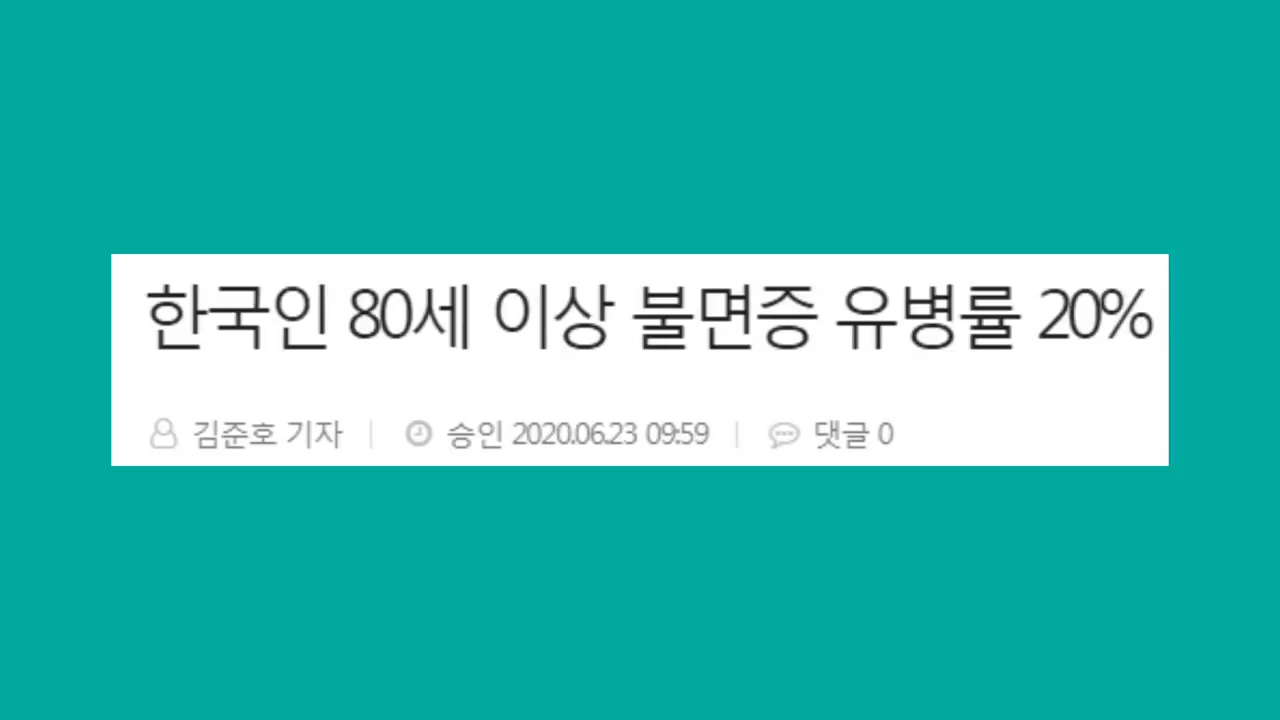 한국인 80세 이상 불면증 유병률 20%
김준호 기자 | 승인 2020.06.23 09:59 | 댓글 0